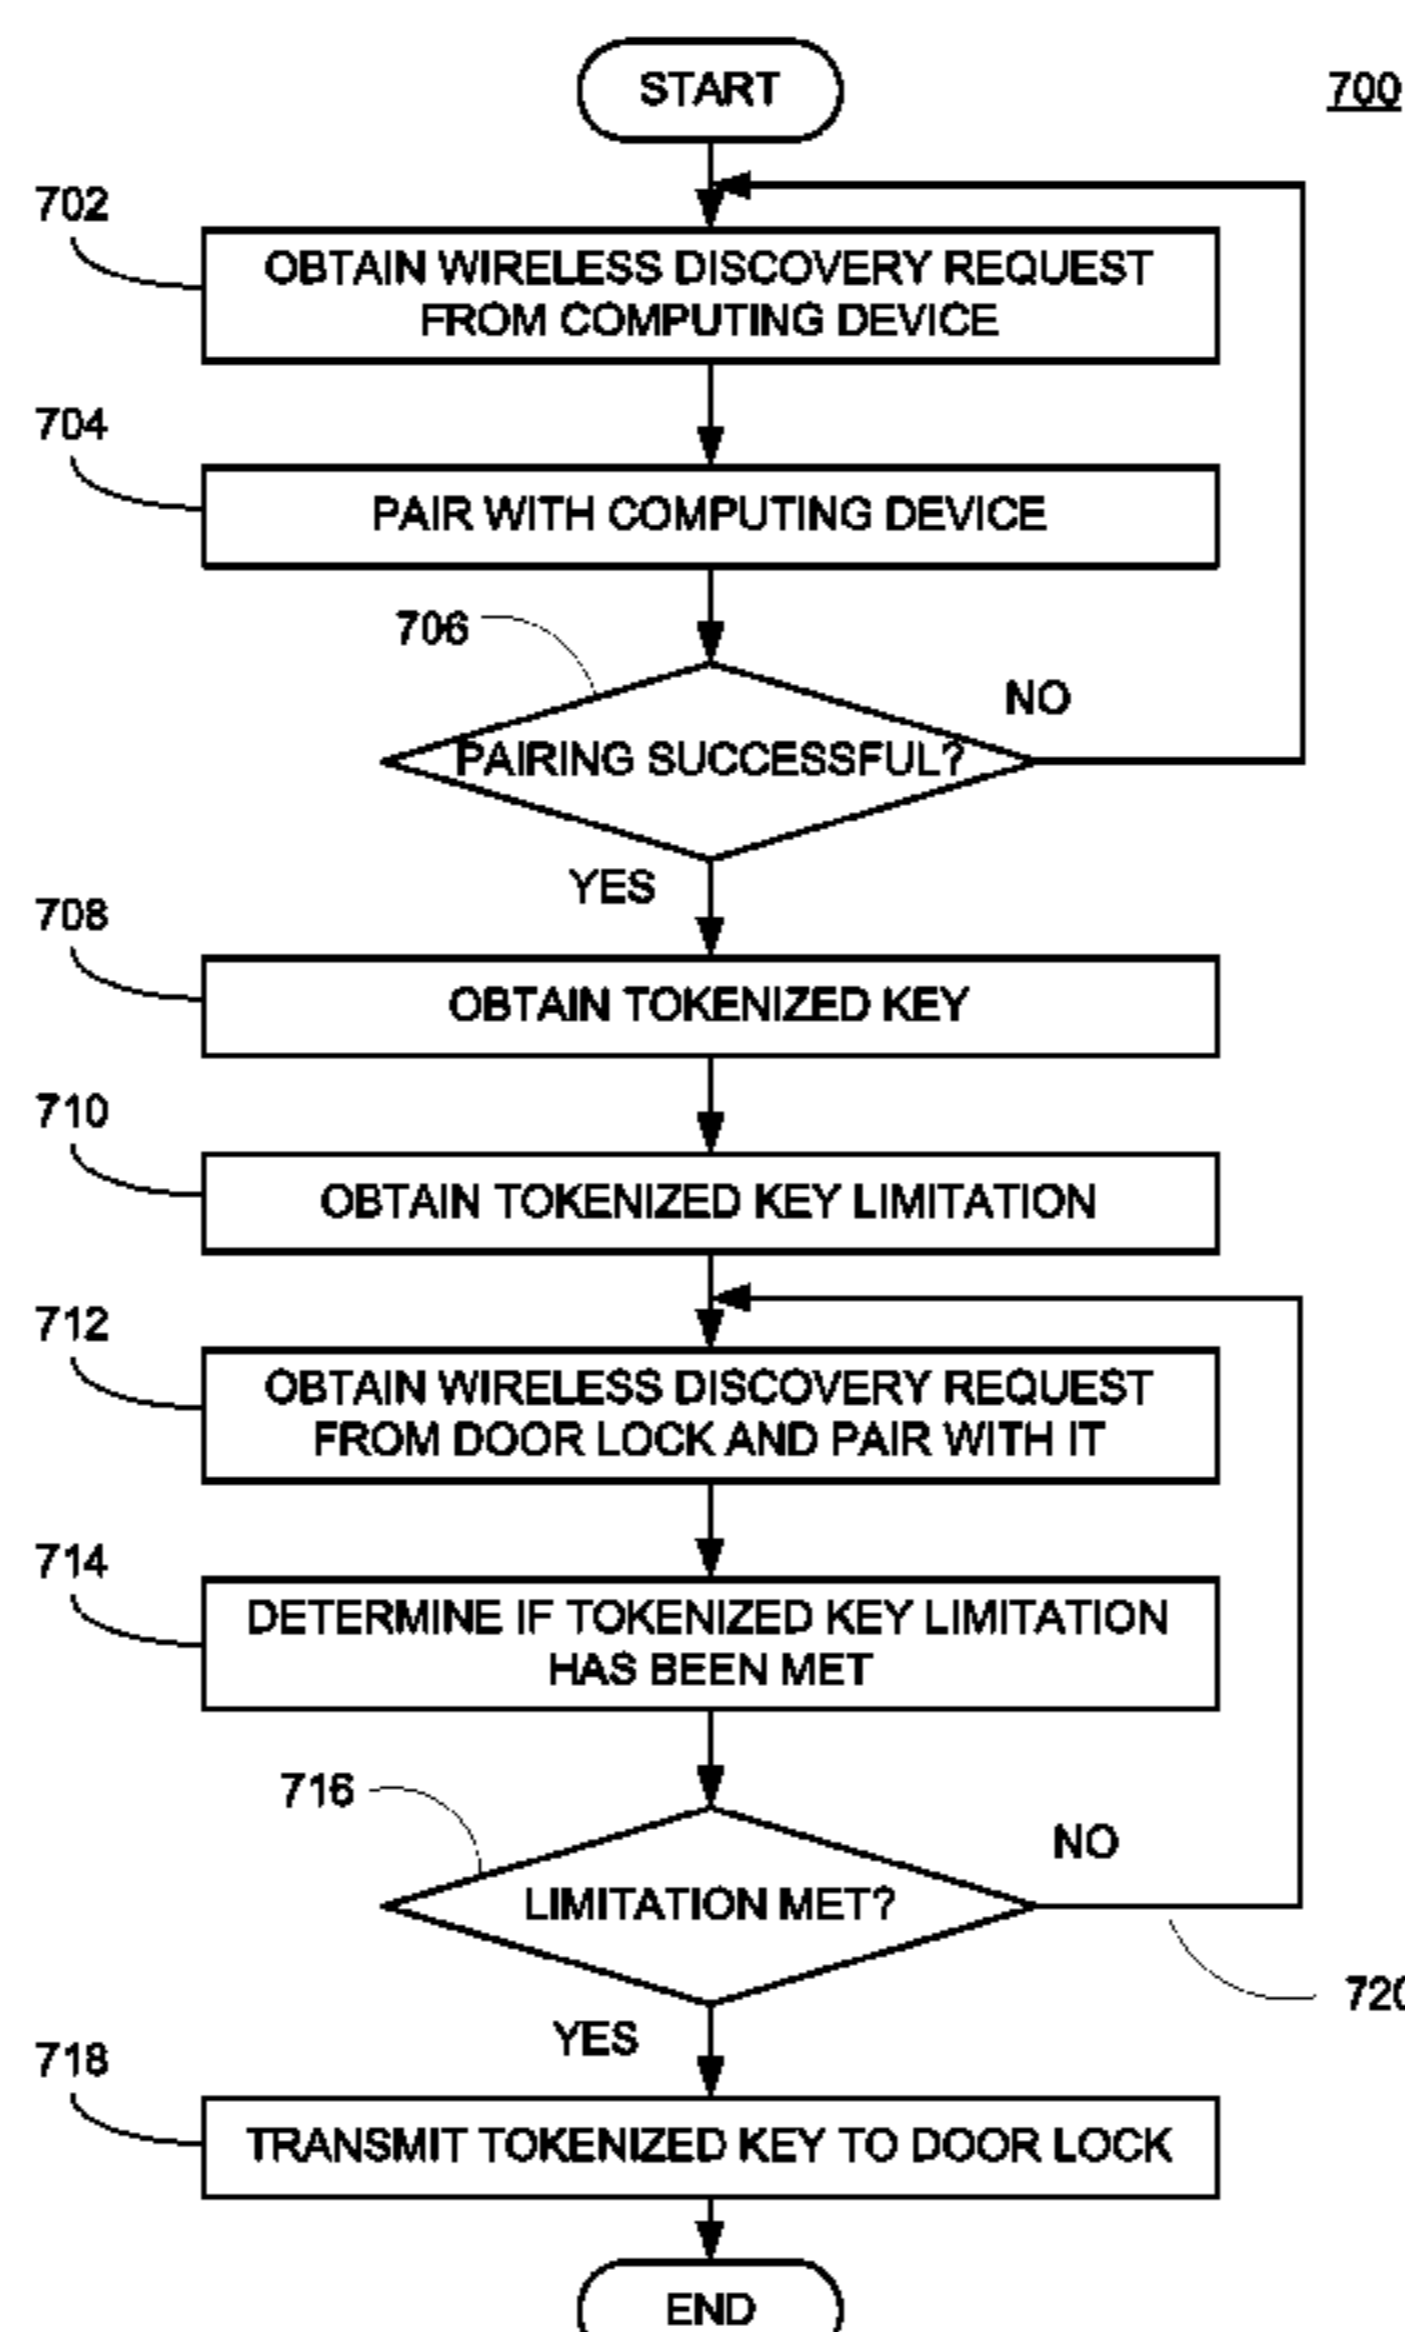 START
700
702
OBTAIN WIRELESS DISCOVERY REQUEST
FROM COMPUTING DEVICE
704
PAIR WITH COMPUTING DEVICE
706
NO
PAIRING SUCCESSFUL?
YES
708
OBTAIN TOKENIZED KEY
710
OBTAIN TOKENIZED KEY LIMITATION
712
OBTAIN WIRELESS DISCOVERY REQUEST
FROM DOOR LOCK AND PAIR WITH IT
714
DETERMINE IF TOKENIZED KEY LIMITATION
HAS BEEN MET
716
NO
LIMITATION MET?
720
YES
718
TRANSMIT TOKENIZED KEY TO DOOR LOCK
END